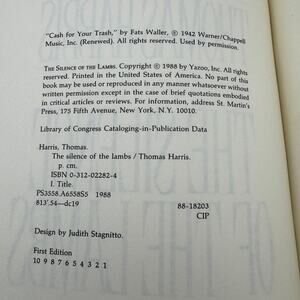 "Cash for Your Trash," by Fats Waller, © 1942 Warner/Chappell
Music, Inc. (Renewed). All rights reserved. Used by permission.
THE SILENCE OF THE LAMBS. Copyright © 1988 by Yazoo, Inc. All rights
reserved. Printed in the United States of America. No part of this
book may be used or reproduced in any manner whatsoever without
written permission except in the case of brief quotations embodied
in critical articles or reviews. For information, address St. Martin's
Press, 175 Fifth Avenue, New York, N.Y. 10010.
Library of Congress Cataloging-in-Publication Data
Harris, Thomas.
The silence of the lambs / Thomas Harris.
p. cm.
ISBN 0-312-02282-4
I. Title.
PS3558.A6558S5 1988
813'.54—dc19 88-18203
CIP
Design by Judith Stagnitto.
First Edition
10 9 8 7 6 5 4 3 2 1